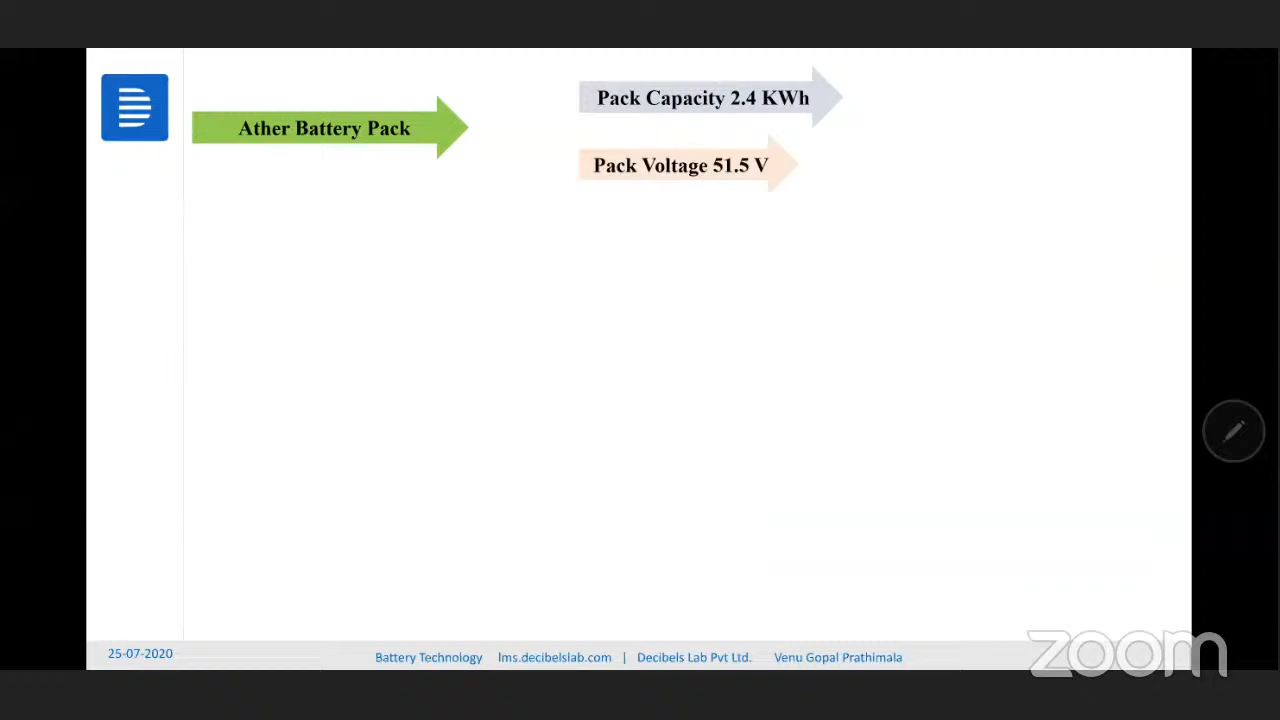 Ather Battery Pack
Pack Capacity 2.4 KWh
Pack Voltage 51.5 V
25-07-2020
Battery Technology lms.decibelslab.com | Decibels Lab Pvt Ltd. Venu Gopal Prathimala
zoom